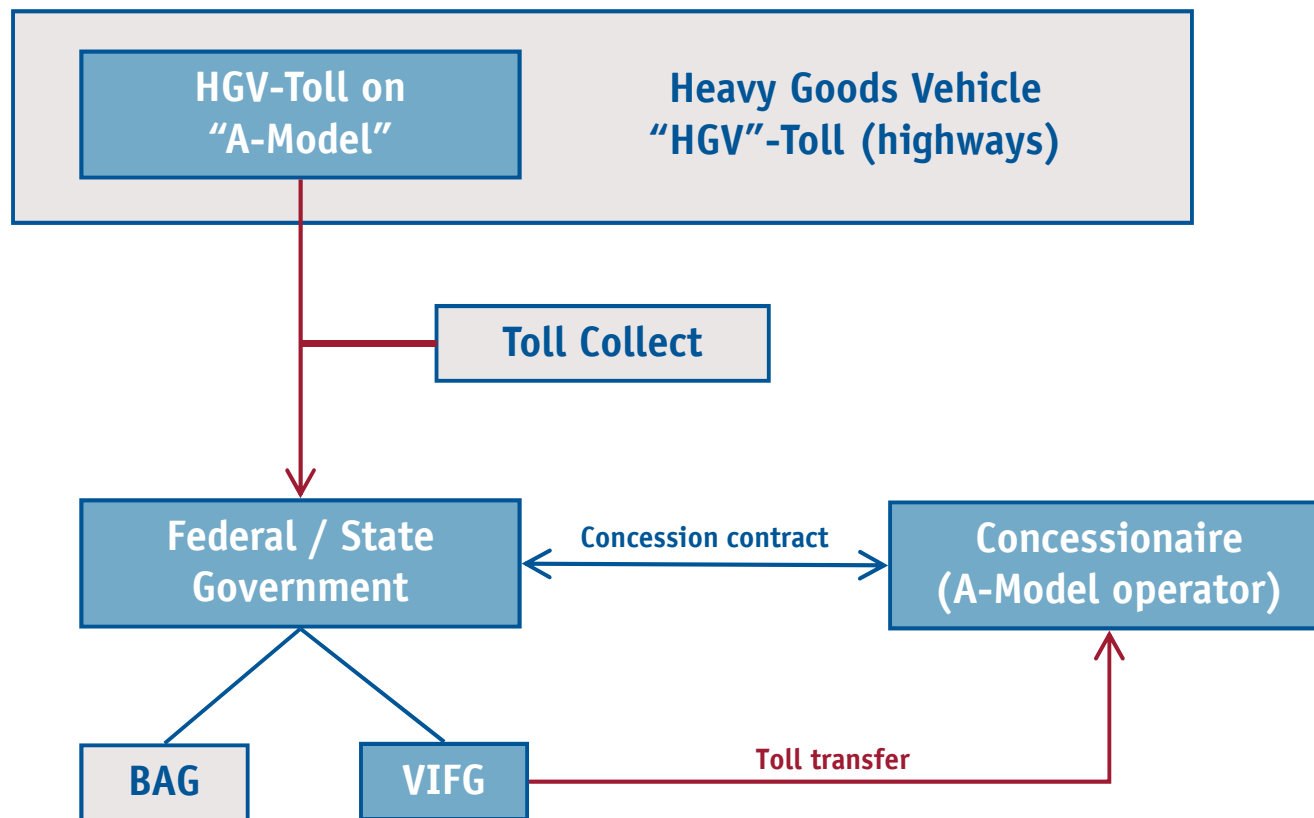 HGV-Toll on
“A-Model”
Heavy Goods Vehicle
“HGV”-Toll (highways)
Toll Collect
Federal / State
Government
Concession contract
Concessionaire
(A-Model operator)
BAG
VIFG
Toll transfer